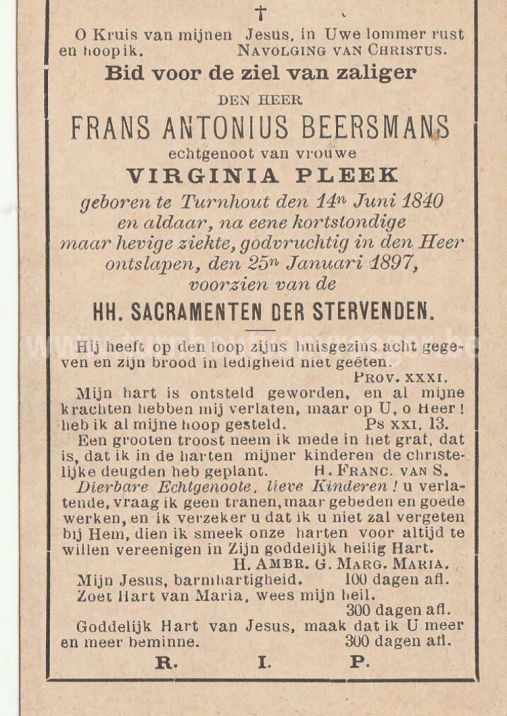 †
O Kruis van mijnen Jesus, in Uwe lommer rust
en hoop ik. NAVOLGING VAN CHRISTUS.
Bid voor de ziel van zaliger
DEN HEER
FRANS ANTONIUS BEERSMANS
echtgenoot van vrouwe
VIRGINIA PLEEK
geboren te Turnhout den 14n Juni 1840
en aldaar, na eene kortstondige
maar hevige ziekte, godvruchtig in den Heer
ontslapen, den 25n Januari 1897,
voorzien van de
HH. SACRAMENTEN DER STERVENDEN.
Hij heeft op den loop zijns huisgezins acht gege-
ven en zijn brood in ledigheid niet geëten.
PROV. XXXI.
Mijn hart is ontsteld geworden, en al mijne
krachten hebben mij verlaten, maar op U, o Heer!
heb ik al mijne hoop gesteld. Ps XXI, 13.
Een grooten troost neem ik mede in het graf, dat
is, dat ik in de harten mijner kinderen de christe-
lijke deugden heb geplant. H. FRANC. VAN S.
Dierbare Echtgenoote, lieve Kinderen! u verla-
tende, vraag ik geen tranen, maar gebeden en goede
werken, en ik verzeker u dat ik u niet zal vergeten
bij Hem, dien ik smeek onze harten voor altijd te
willen vereenigen in Zijn goddelijk heilig Hart.
H. AMBR. G. MARG. MARIA.
Mijn Jesus, barmhartigheid. 100 dagen afl.
Zoet Hart van Maria, wees mijn heil.
300 dagen afl.
Goddelijk Hart van Jesus, maak dat ik U meer
en meer beminne. 300 dagen afl.
R. I. P.